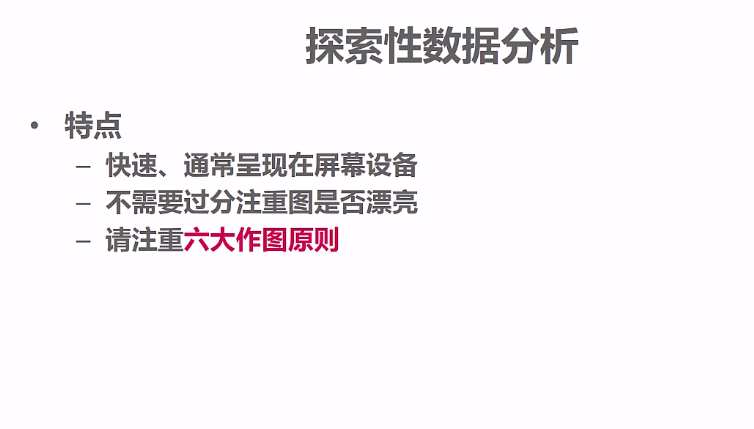 探索性数据分析
• 特点
– 快速、通常呈现在屏幕设备
– 不需要过分注重图是否漂亮
– 请注重六大作图原则